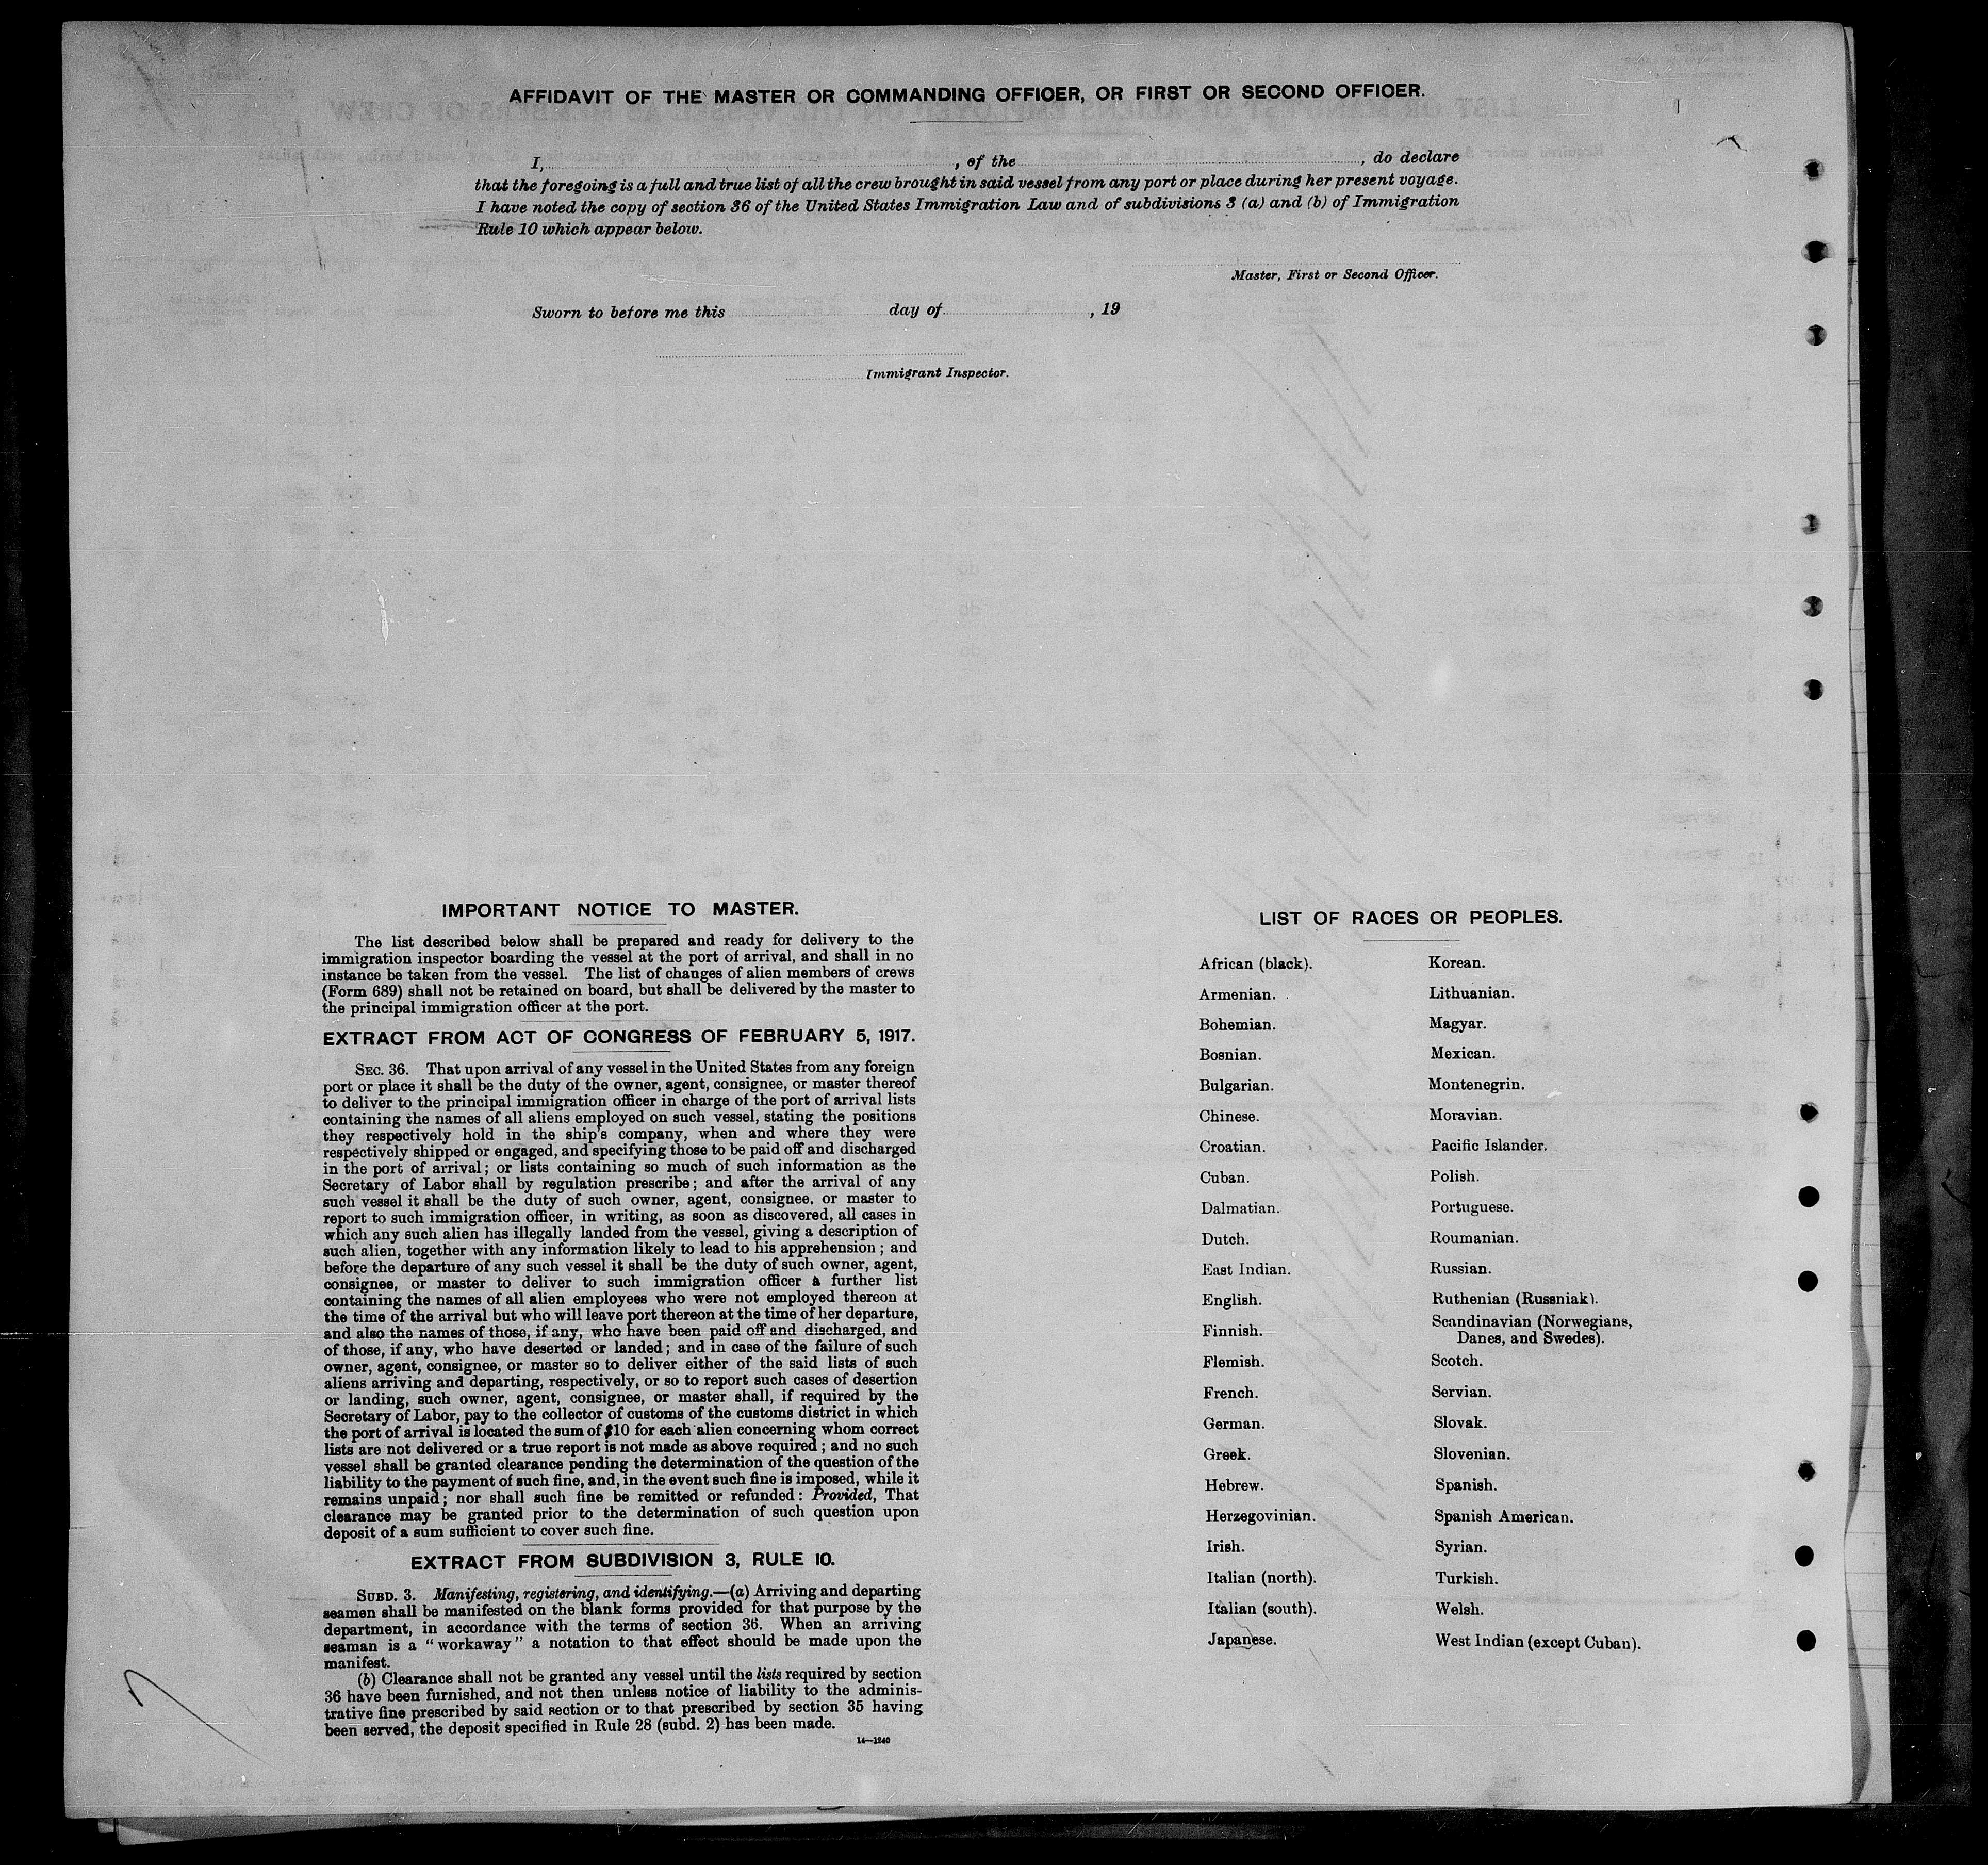 AFFIDAVIT OF THE MASTER OR COMMANDING OFFICER, OR FIRST OR SECOND OFFICER.
I, , of the , do declare
that the foregoing is a full and true list of all the crew brought in said vessel from any port or place during her present voyage.
I have noted the copy of section 36 of the United States Immigration Law and of subdivisions 3 (a) and (b) of Immigration
Rule 10 which appear below.
Master, First or Second Officer.
Sworn to before me this day of , 19
Immigrant Inspector.
IMPORTANT NOTICE TO MASTER.
The list described below shall be prepared and ready for delivery to the
immigration inspector boarding the vessel at the port of arrival, and shall in no
instance be taken from the vessel. The list of changes of alien members of crews
(Form 689) shall not be retained on board, but shall be delivered by the master to
the principal immigration officer at the port.
EXTRACT FROM ACT OF CONGRESS OF FEBRUARY 5, 1917.
SEC. 36. That upon arrival of any vessel in the United States from any foreign
port or place it shall be the duty of the owner, agent, consignee, or master thereof
to deliver to the principal immigration officer in charge of the port of arrival lists
containing the names of all aliens employed on such vessel, stating the positions
they respectively hold in the ship's company, when and where they were
respectively shipped or engaged, and specifying those to be paid off and discharged
in the port of arrival; or lists containing so much of such information as the
Secretary of Labor shall by regulation prescribe; and after the arrival of any
such vessel it shall be the duty of such owner, agent, consignee, or master to
report to such immigration officer, in writing, as soon as discovered, all cases in
which any such alien has illegally landed from the vessel, giving a description of
such alien, together with any information likely to lead to his apprehension; and
before the departure of any such vessel it shall be the duty of such owner, agent,
consignee, or master to deliver to such immigration officer a further list
containing the names of all alien employees who were not employed thereon at
the time of the arrival but who will leave port thereon at the time of her departure,
and also the names of those, if any, who have been paid off and discharged, and
of those, if any, who have deserted or landed; and in case of the failure of such
owner, agent, consignee, or master so to deliver either of the said lists of such
aliens arriving and departing, respectively, or so to report such cases of desertion
or landing, such owner, agent, consignee, or master shall, if required by the
Secretary of Labor, pay to the collector of customs of the customs district in which
the port of arrival is located the sum of $10 for each alien concerning whom correct
lists are not delivered or a true report is not made as above required; and no such
vessel shall be granted clearance pending the determination of the question of the
liability to the payment of such fine, and, in the event such fine is imposed, while it
remains unpaid; nor shall such fine be remitted or refunded: Provided, That
clearance may be granted prior to the determination of such question upon
deposit of a sum sufficient to cover such fine.
EXTRACT FROM SUBDIVISION 3, RULE 10.
SUBD. 3. Manifesting, registering, and identifying.—(a) Arriving and departing
seamen shall be manifested on the blank forms provided for that purpose by the
department, in accordance with the terms of section 36. When an arriving
seaman is a "workaway" a notation to that effect should be made upon the
manifest.
(b) Clearance shall not be granted any vessel until the lists required by section
36 have been furnished, and not then unless notice of liability to the adminis-
trative fine prescribed by said section or to that prescribed by section 35 having
been served, the deposit specified in Rule 28 (subd. 2) has been made.
14—1240
LIST OF RACES OR PEOPLES.
African (black).
Armenian.
Bohemian.
Bosnian.
Bulgarian.
Chinese.
Croatian.
Cuban.
Dalmatian.
Dutch.
East Indian.
English.
Finnish.
Flemish.
French.
German.
Greek.
Hebrew.
Herzegovinian.
Irish.
Italian (north).
Italian (south).
Japanese.
Korean.
Lithuanian.
Magyar.
Mexican.
Montenegrin.
Moravian.
Pacific Islander.
Polish.
Portuguese.
Roumanian.
Russian.
Ruthenian (Russniak).
Scandinavian (Norwegians,
Danes, and Swedes).
Scotch.
Servian.
Slovak.
Slovenian.
Spanish.
Spanish American.
Syrian.
Turkish.
Welsh.
West Indian (except Cuban).